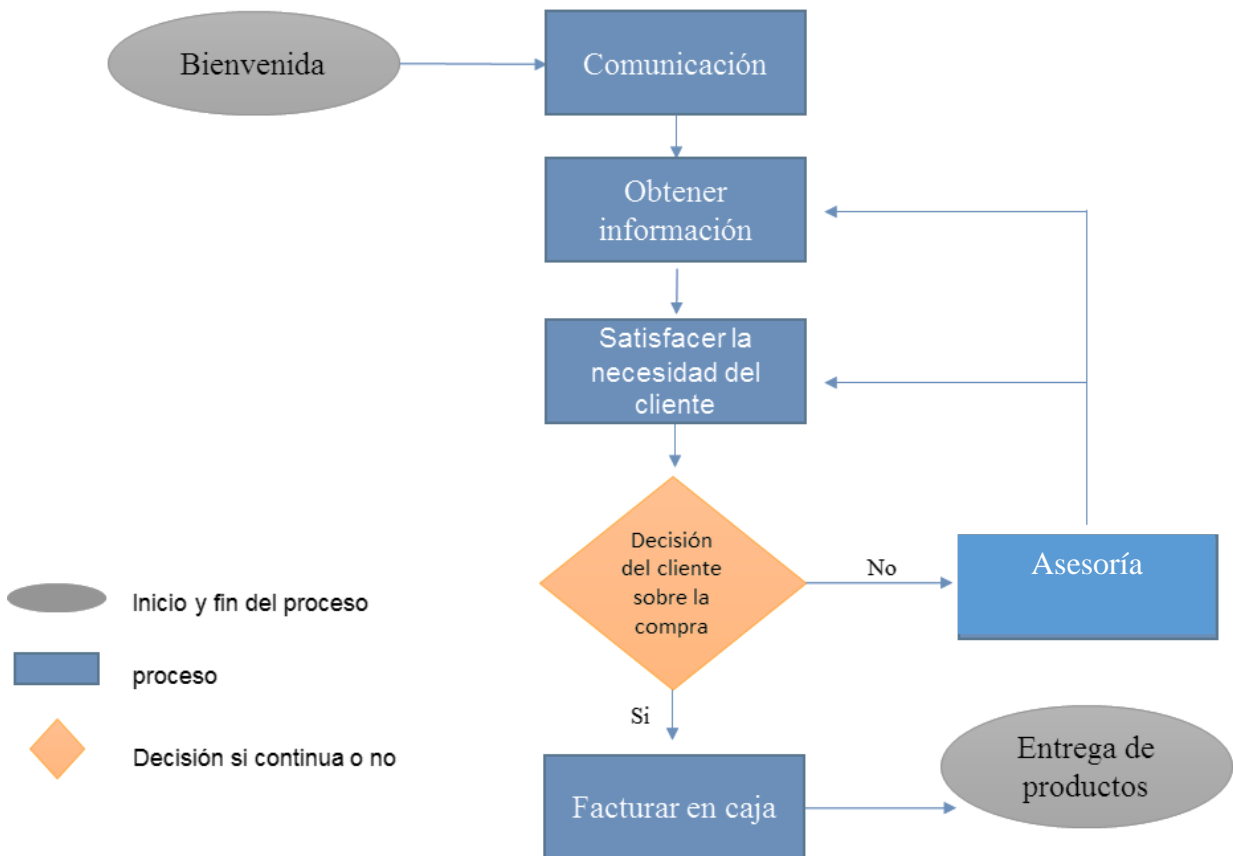 Bienvenida
Comunicación
Obtener
información
Satisfacer la
necesidad del
cliente
Decisión
del cliente
sobre la
compra
No
Asesoría
Si
Facturar en caja
Entrega de
productos
Inicio y fin del proceso
proceso
Decisión si continua o no